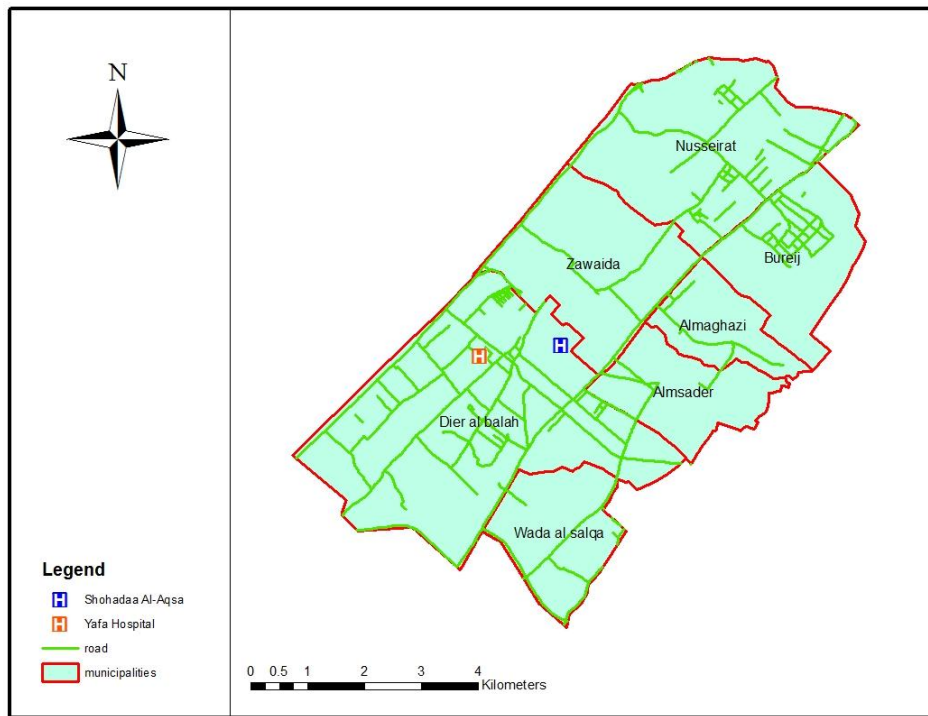 N
Nusseirat
Bureij
Zawaida
Almaghazi
Almsader
Dier al balah
Wada al salqa
H
H
Legend
H Shohadaa Al-Aqsa
H Yafa Hospital
road
municipalities
0 0.5 1 2 3 4
Kilometers